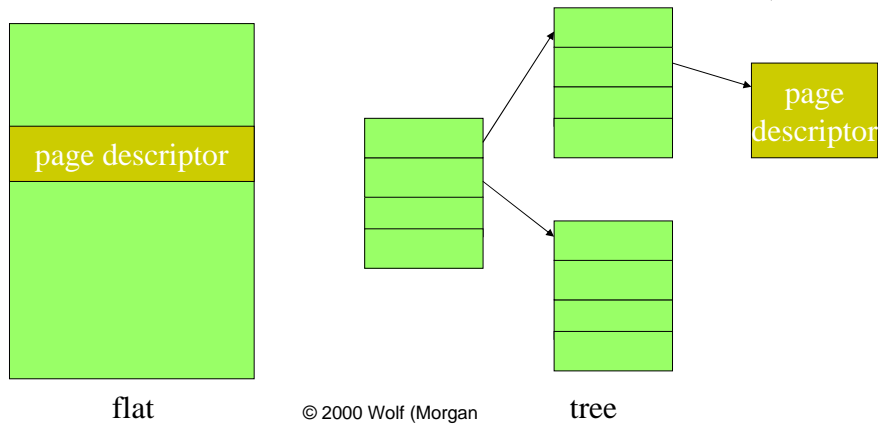 page descriptor
page
descriptor
flat
© 2000 Wolf (Morgan
tree